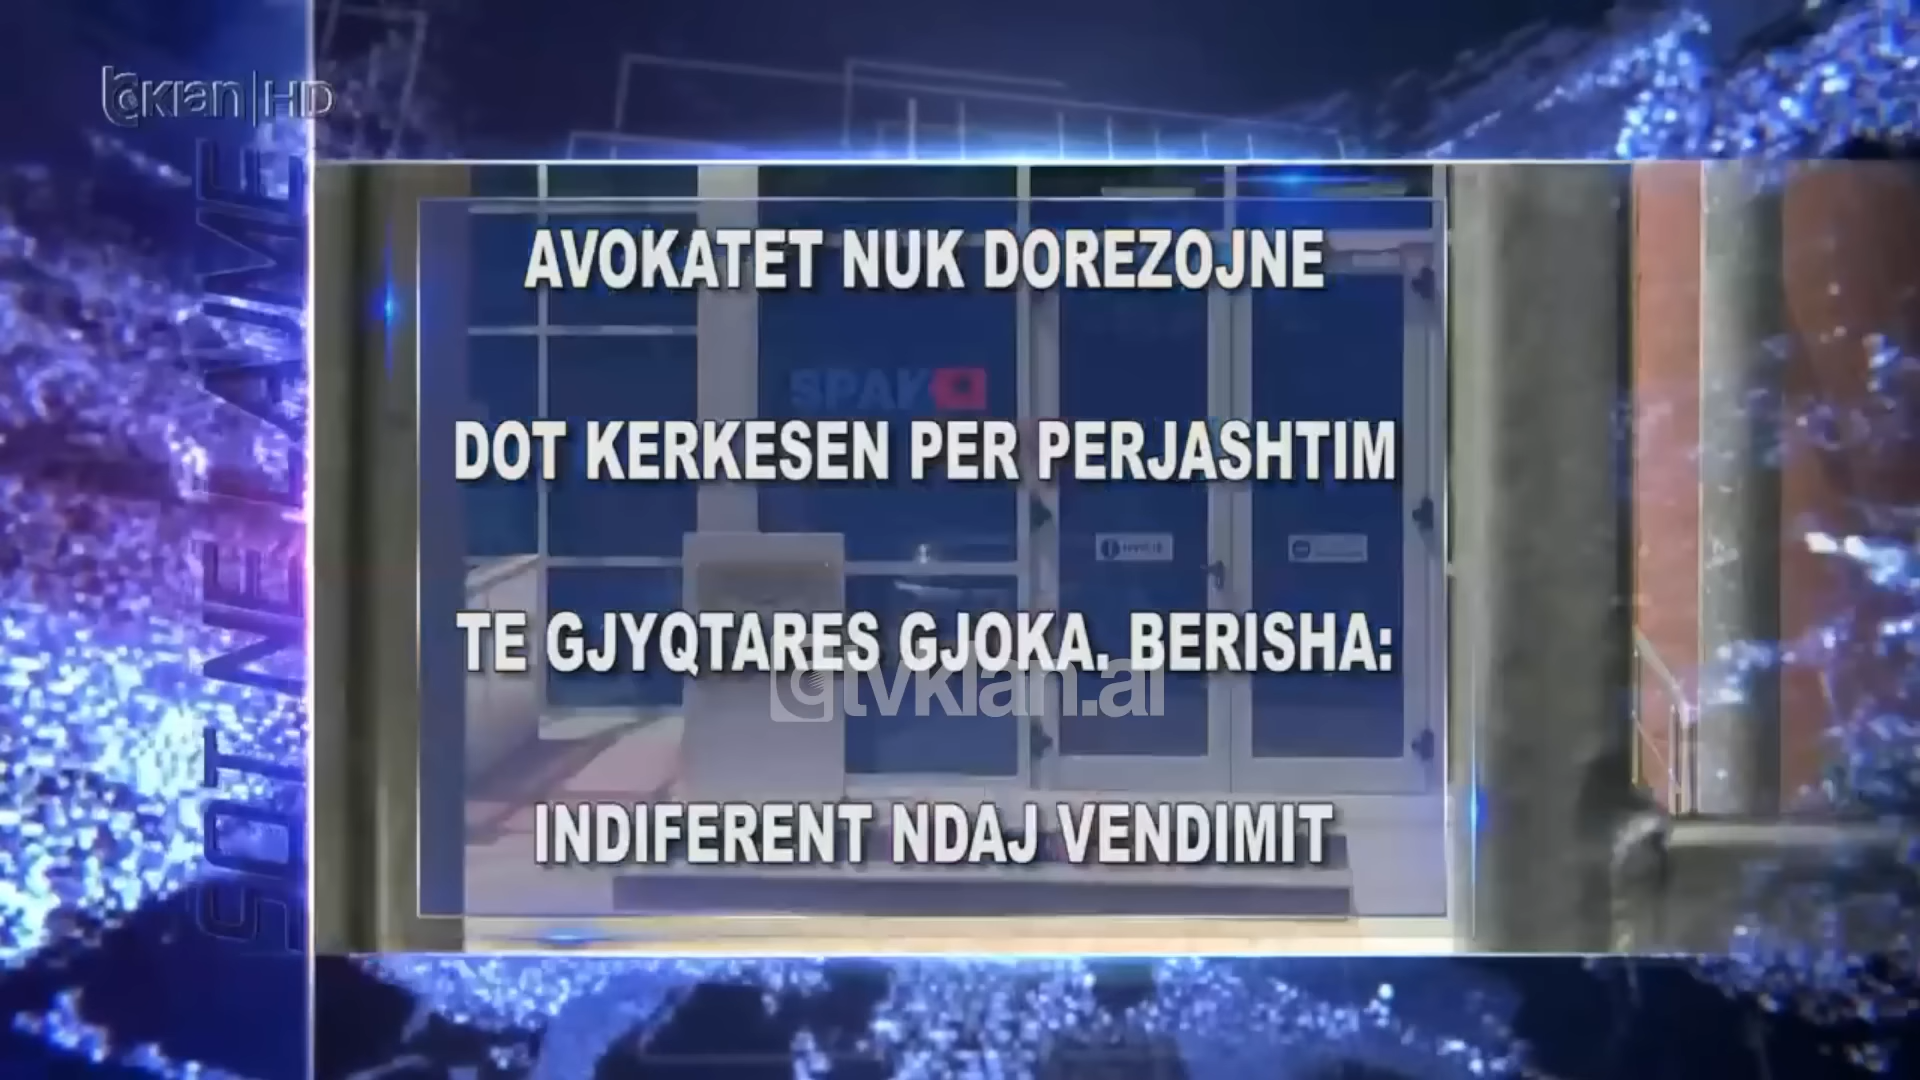 tvklan|HD
SOT NE LAJME
AVOKATET NUK DOREZOJNE
SPAK
DOT KERKESEN PER PERJASHTIM
TE GJYQTARES GJOKA. BERISHA:
tvklan.al
INDIFERENT NDAJ VENDIMIT